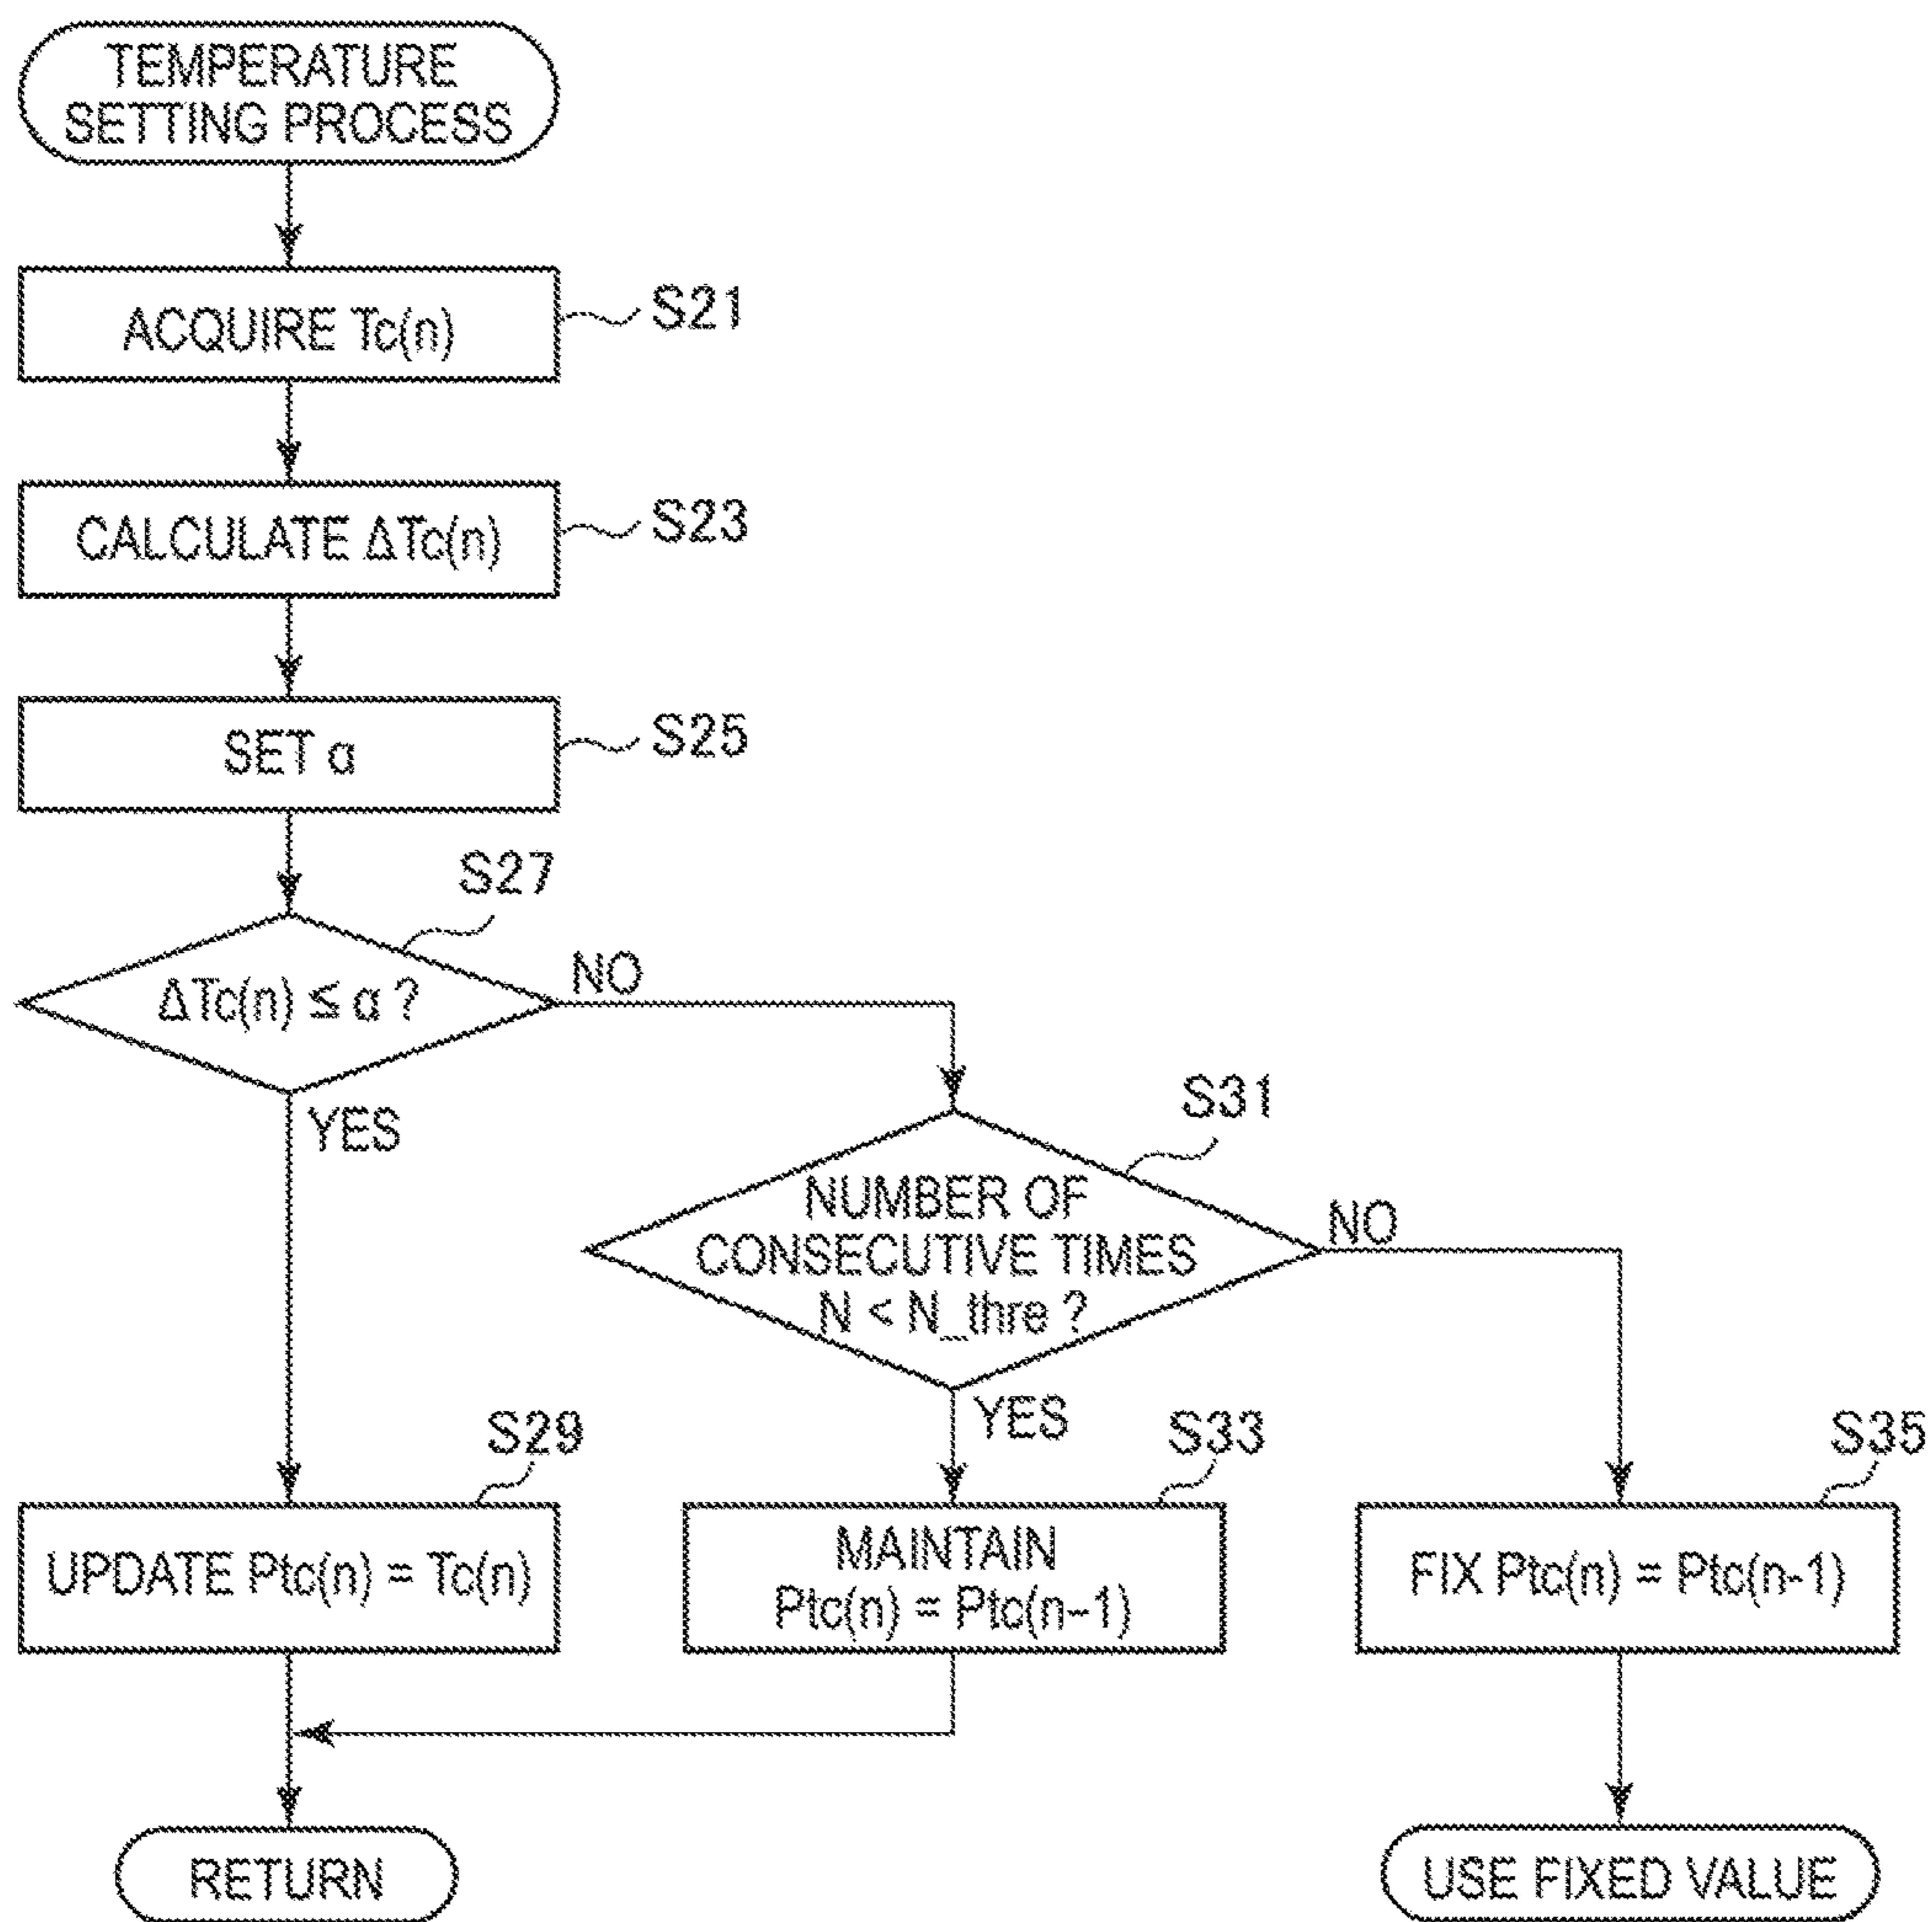 TEMPERATURE
SETTING PROCESS
ACQUIRE Tc(n)
S21
CALCULATE ΔTc(n)
S23
SET α
S25
S27
ΔTc(n) ≤ α ?
NO
YES
S31
NUMBER OF
CONSECUTIVE TIMES
N < N_thre ?
NO
YES
S29
UPDATE Ptc(n) = Tc(n)
S33
MAINTAIN
Ptc(n) = Ptc(n-1)
S35
FIX Ptc(n) = Ptc(n-1)
RETURN
USE FIXED VALUE